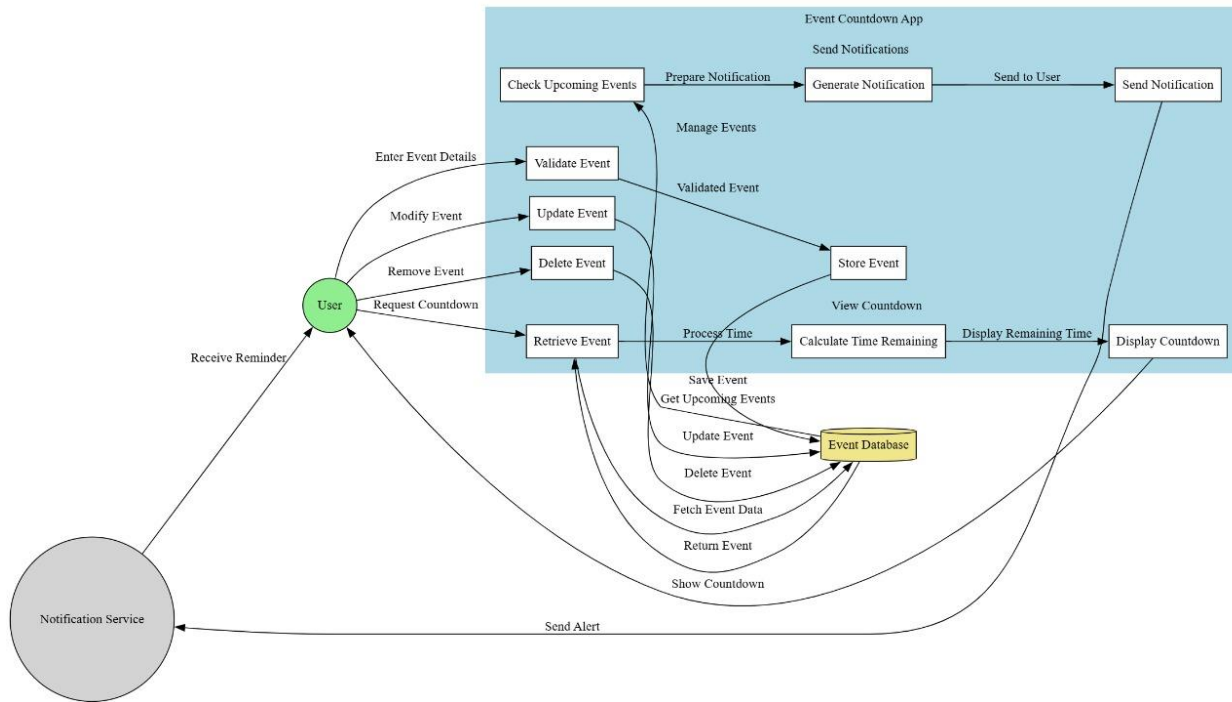 Event Countdown App
Send Notifications
Check Upcoming Events
Prepare Notification
Generate Notification
Send to User
Send Notification
Manage Events
Enter Event Details
Validate Event
Validated Event
Modify Event
Update Event
Remove Event
Delete Event
Store Event
User
Request Countdown
View Countdown
Retrieve Event
Process Time
Calculate Time Remaining
Display Remaining Time
Display Countdown
Receive Reminder
Save Event
Get Upcoming Events
Update Event
Event Database
Delete Event
Fetch Event Data
Return Event
Show Countdown
Notification Service
Send Alert